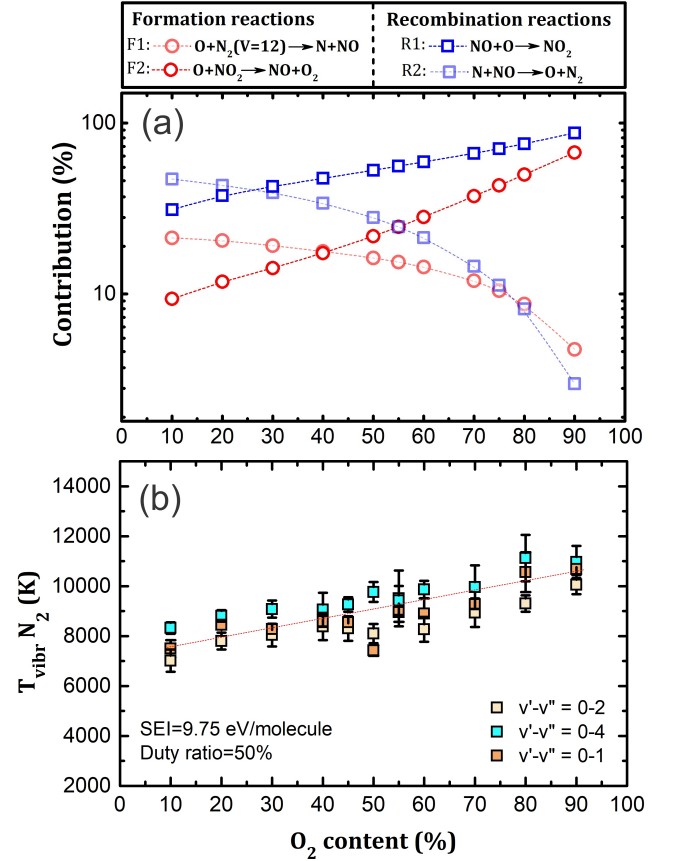 Formation reactions Recombination reactions
F1: O+N₂(V=12)→N+NO R1: NO+O→NO₂
F2: O+NO₂→NO+O₂ R2: N+NO→O+N₂
(a)
100
10
Contribution (%)
0 10 20 30 40 50 60 70 80 90 100
(b)
14000
12000
10000
8000
6000
4000
2000
T_vibr N₂ (K)
SEI=9.75 eV/molecule
Duty ratio=50%
v'-v'' = 0-2
v'-v'' = 0-4
v'-v'' = 0-1
0 10 20 30 40 50 60 70 80 90 100
O₂ content (%)